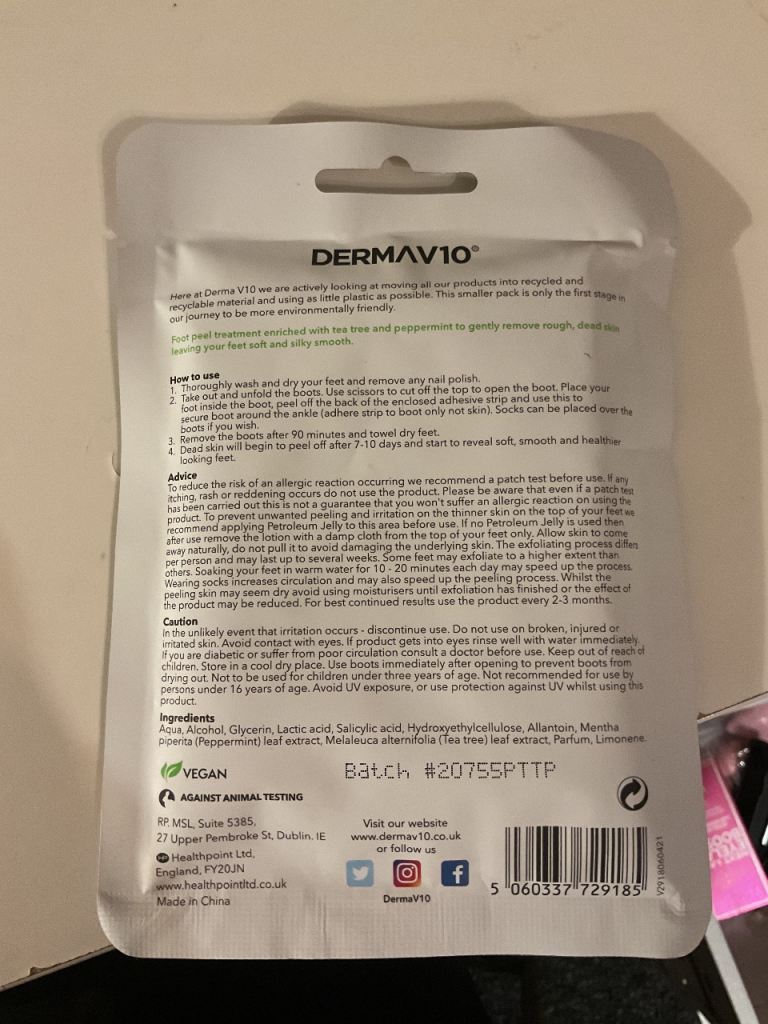 DERMAV10®
Here at Derma V10 we are actively looking at moving all our products into recycled and
recyclable material and using as little plastic as possible. This smaller pack is only the first stage in
our journey to be more environmentally friendly.
Foot peel treatment enriched with tea tree and peppermint to gently remove rough, dead skin
leaving your feet soft and silky smooth.
How to use
1. Thoroughly wash and dry your feet and remove any nail polish.
2. Take out and unfold the boots. Use scissors to cut off the top to open the boot. Place your
foot inside the boot, peel off the back of the enclosed adhesive strip and use this to
secure boot around the ankle (adhere strip to boot only not skin). Socks can be placed over the
boots if you wish.
3. Remove the boots after 90 minutes and towel dry feet.
4. Dead skin will begin to peel off after 7-10 days and start to reveal soft, smooth and healthier
looking feet.
Advice
To reduce the risk of an allergic reaction occurring we recommend a patch test before use. If any
itching, rash or reddening occurs do not use the product. Please be aware that even if a patch test
has been carried out this is not a guarantee that you won't suffer an allergic reaction on using the
product. To prevent unwanted peeling and irritation on the thinner skin on the top of your feet we
recommend applying Petroleum Jelly to this area before use. If no Petroleum Jelly is used then
after use remove the lotion with a damp cloth from the top of your feet only. Allow skin to come
away naturally, do not pull it to avoid damaging the underlying skin. The exfoliating process differs
per person and may last up to several weeks. Some feet may exfoliate to a higher extent than
others. Soaking your feet in warm water for 10 - 20 minutes each day may speed up the process.
Wearing socks increases circulation and may also speed up the peeling process. Whilst the
peeling skin may seem dry avoid using moisturisers until exfoliation has finished or the effect of
the product may be reduced. For best continued results use the product every 2-3 months.
Caution
In the unlikely event that irritation occurs - discontinue use. Do not use on broken, injured or
irritated skin. Avoid contact with eyes. If product gets into eyes rinse well with water immediately.
If you are diabetic or suffer from poor circulation consult a doctor before use. Keep out of reach of
children. Store in a cool dry place. Use boots immediately after opening to prevent boots from
drying out. Not to be used for children under three years of age. Not recommended for use by
persons under 16 years of age. Avoid UV exposure, or use protection against UV whilst using this
product.
Ingredients
Aqua, Alcohol, Glycerin, Lactic acid, Salicylic acid, Hydroxyethylcellulose, Allantoin, Mentha
piperita (Peppermint) leaf extract, Melaleuca alternifolia (Tea tree) leaf extract, Parfum, Limonene.
VEGAN
Batch #20755PTTP
AGAINST ANIMAL TESTING
RP. MSL, Suite 5385,
27 Upper Pembroke St, Dublin. IE
Healthpoint Ltd,
England, FY20JN
www.healthpointltd.co.uk
Made in China
Visit our website
www.dermav10.co.uk
or follow us
DermaV10
5 060337 729185
V2918060421